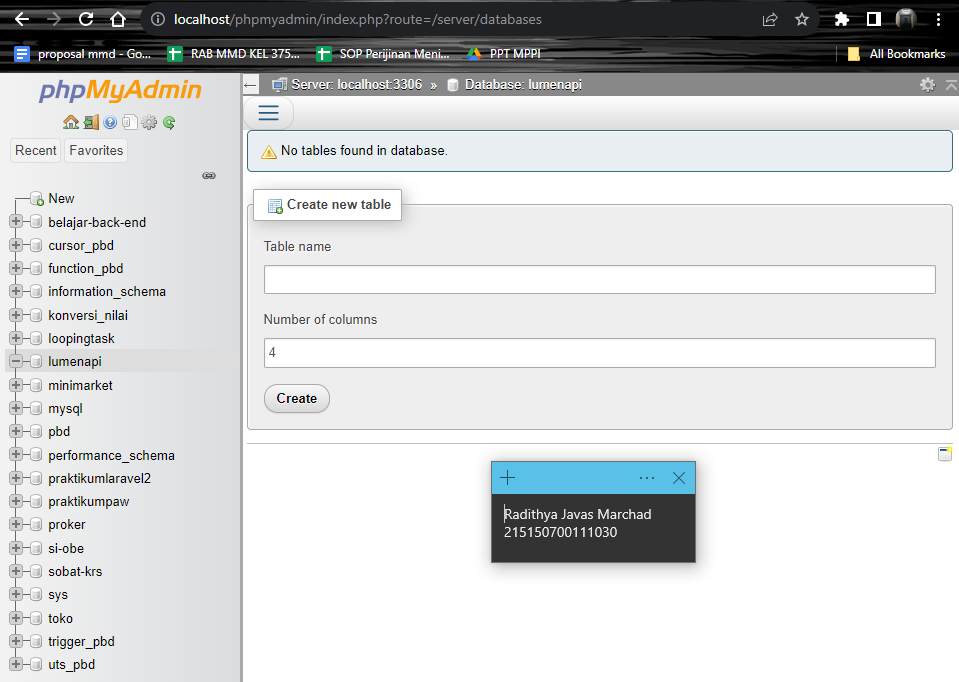 localhost/phpmyadmin/index.php?route=/server/databases
proposal mmd - Go...
RAB MMD KEL 375...
SOP Perijinan Meni...
PPT MPPI
All Bookmarks
phpMyAdmin
Server: localhost:3306 » Database: lumenapi
Recent Favorites
No tables found in database.
New
belajar-back-end
cursor_pbd
function_pbd
information_schema
konversi_nilai
loopingtask
lumenapi
minimarket
mysql
pbd
performance_schema
praktikumlaravel2
praktikumpaw
proker
si-obe
sobat-krs
sys
toko
trigger_pbd
uts_pbd
Create new table
Table name
Number of columns
4
Create
Radithya Javas Marchad
215150700111030